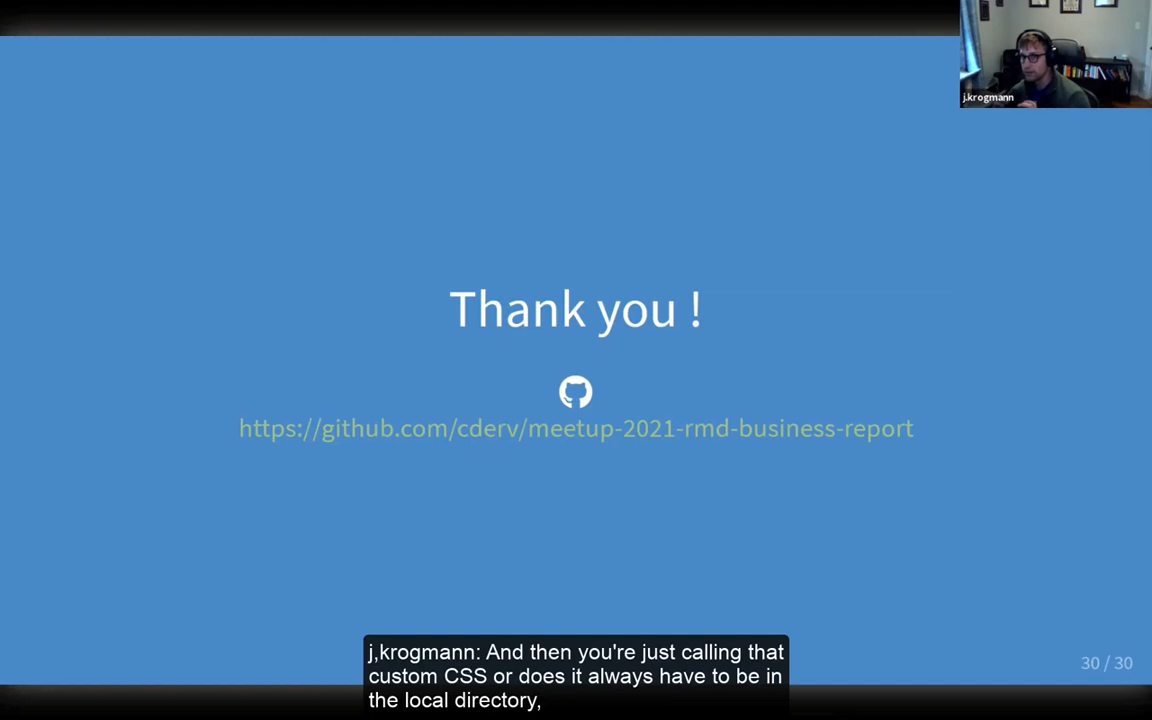 j.krogmann
Thank you !
https://github.com/cderv/meetup-2021-rmd-business-report
j,krogmann: And then you're just calling that
custom CSS or does it always have to be in
the local directory,
30 / 30